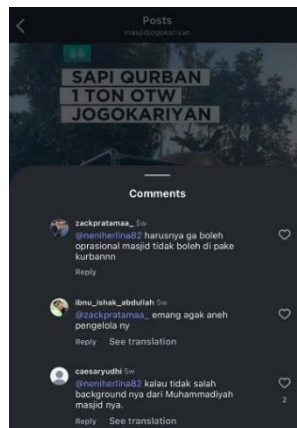 Posts
masjidjogokariyan
SAPI QURBAN
1 TON OTW
JOGOKARIYAN
Comments
zackpratamaa_ 5w
@neniherlina82 harusnya ga boleh
oprasional masjid tidak boleh di pake
kurbannn
Reply
ibnu_ishak_abdullah 5w
@zackpratamaa_ emang agak aneh
pengelola ny
Reply See translation
caesaryudhi 5w
@neniherlina82 kalau tidak salah
background nya dari Muhammadiyah
masjid nya.
2
Reply See translation